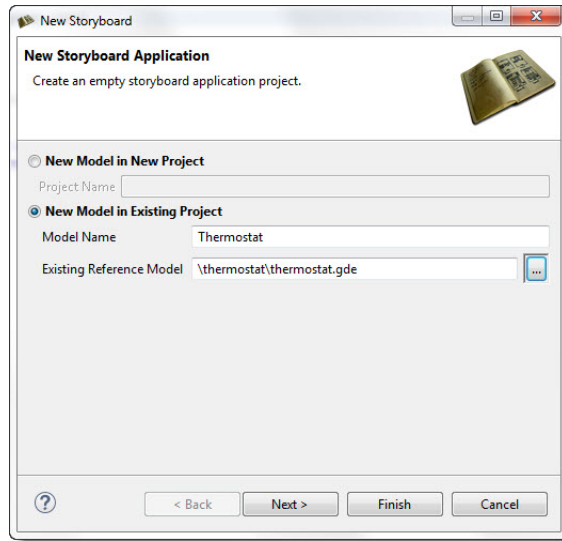 New Storyboard
New Storyboard Application
Create an empty storyboard application project.
New Model in New Project
Project Name
New Model in Existing Project
Model Name Thermostat
Existing Reference Model \thermostat\thermostat.gde ...
? < Back Next > Finish Cancel